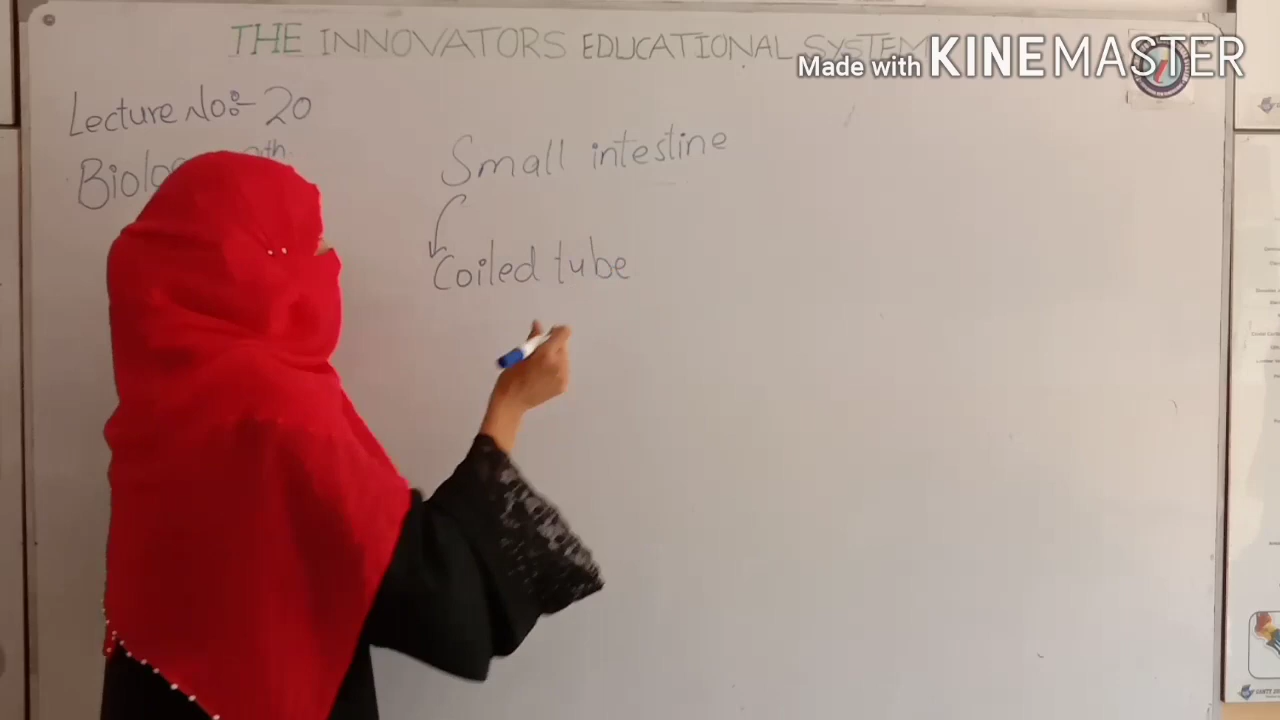 THE INNOVATORS EDUCATIONAL SYSTEM
Made with KINEMASTER
Lecture No:- 20
Small intestine
Coiled tube